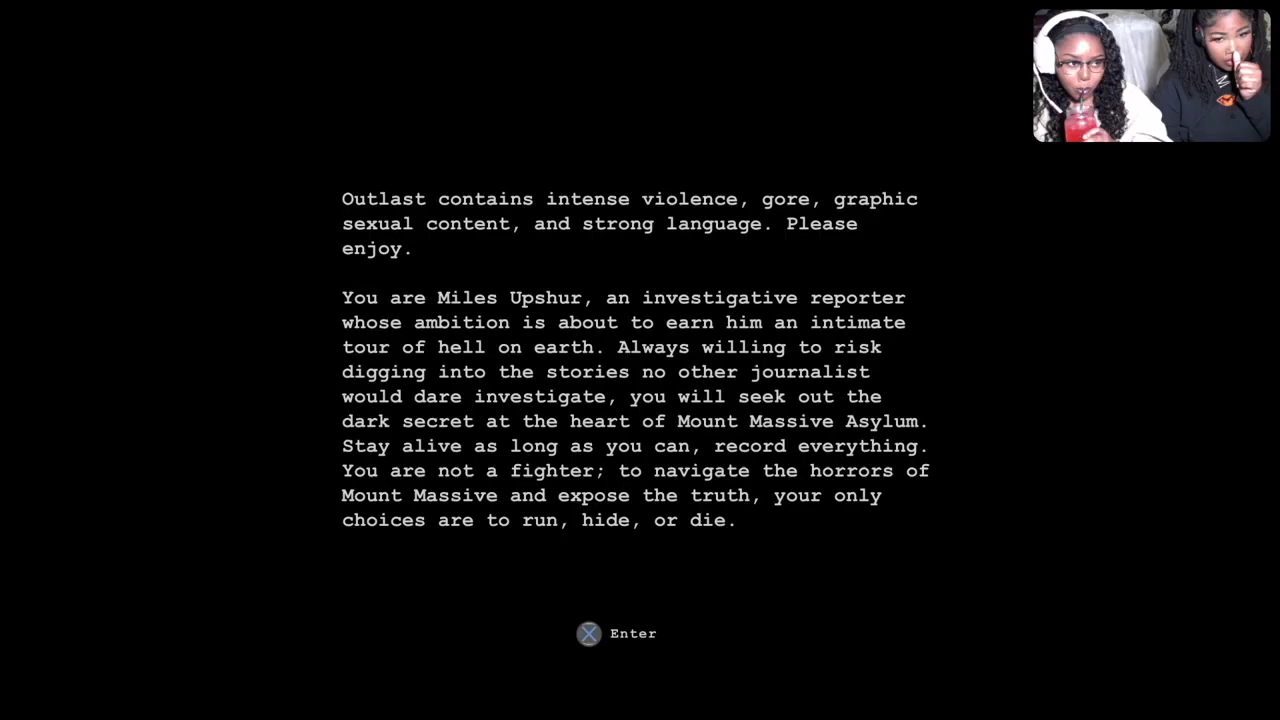 Outlast contains intense violence, gore, graphic
sexual content, and strong language. Please
enjoy.
You are Miles Upshur, an investigative reporter
whose ambition is about to earn him an intimate
tour of hell on earth. Always willing to risk
digging into the stories no other journalist
would dare investigate, you will seek out the
dark secret at the heart of Mount Massive Asylum.
Stay alive as long as you can, record everything.
You are not a fighter; to navigate the horrors of
Mount Massive and expose the truth, your only
choices are to run, hide, or die.
Enter